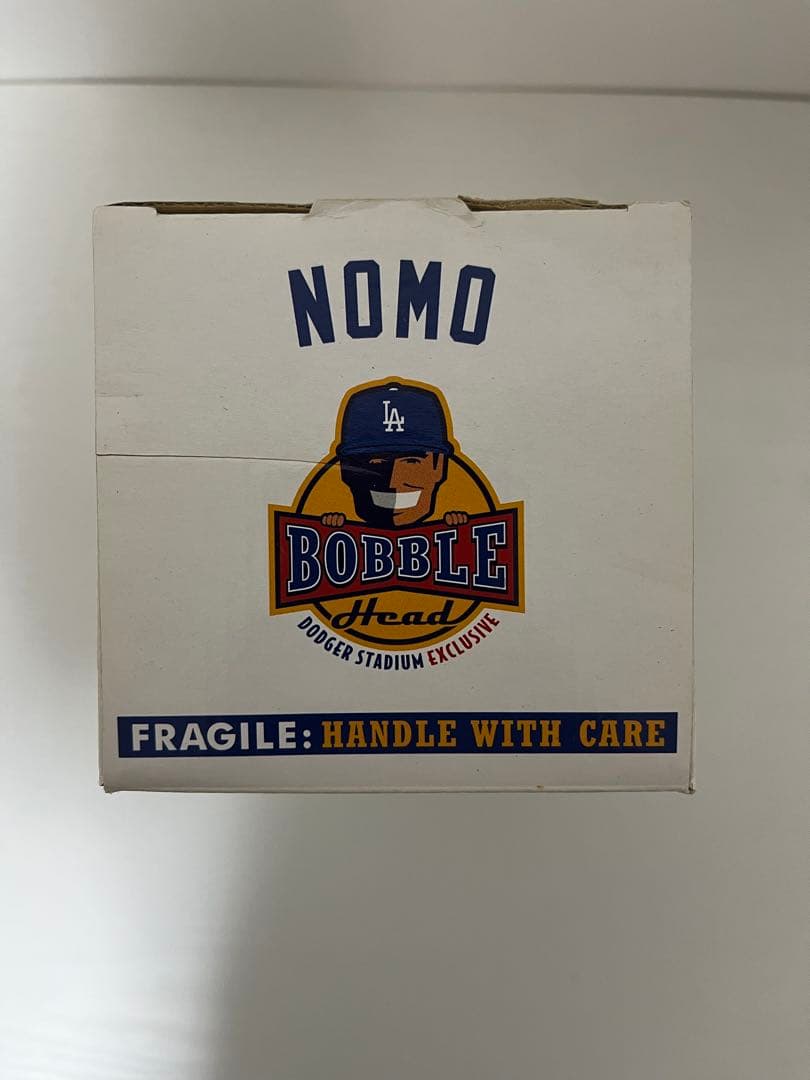 NOMO
LA
BOBBLE
Head
DODGER STADIUM EXCLUSIVE
FRAGILE: HANDLE WITH CARE